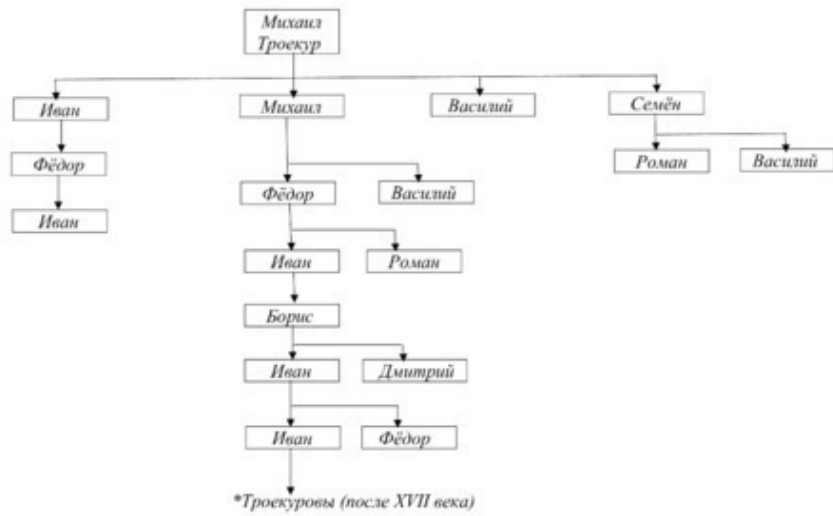 Михаил
Троекур
Иван
Михаил
Василий
Семён
Фёдор
Роман
Василий
Фёдор
Василий
Иван
Иван
Роман
Борис
Иван
Дмитрий
Иван
Фёдор
*Троекуровы (после XVII века)